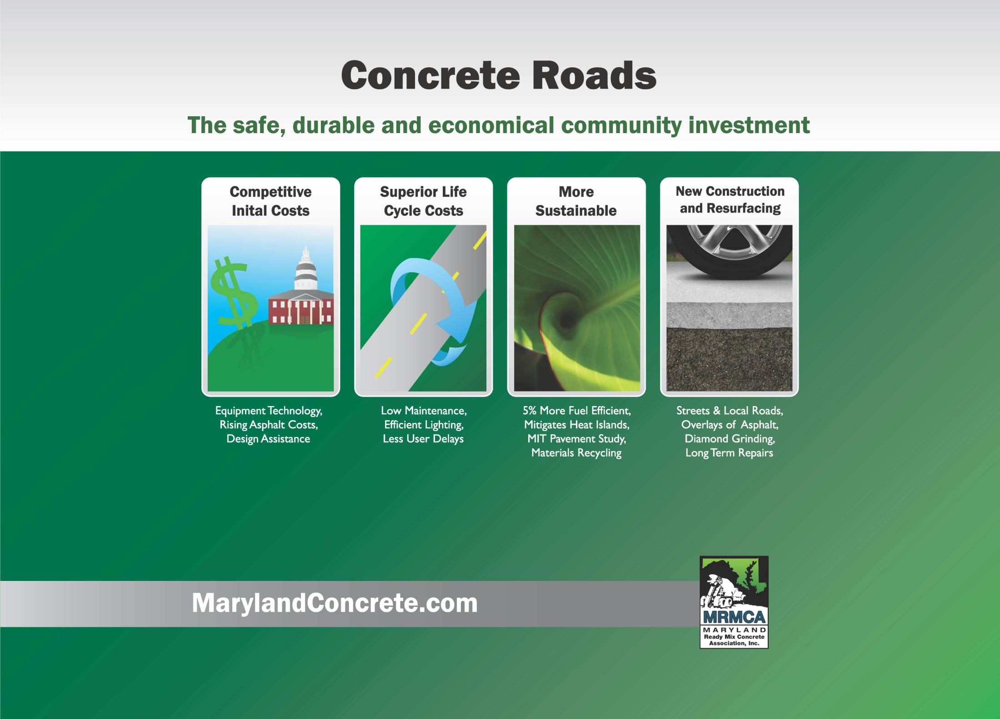 Concrete Roads
The safe, durable and economical community investment
Competitive
Inital Costs
Equipment Technology,
Rising Asphalt Costs,
Design Assistance
Superior Life
Cycle Costs
Low Maintenance,
Efficient Lighting,
Less User Delays
More
Sustainable
5% More Fuel Efficient,
Mitigates Heat Islands,
MIT Pavement Study,
Materials Recycling
New Construction
and Resurfacing
Streets & Local Roads,
Overlays of Asphalt,
Diamond Grinding,
Long Term Repairs
MarylandConcrete.com
MRMCA
MARYLAND
Ready Mix Concrete
Association, Inc.